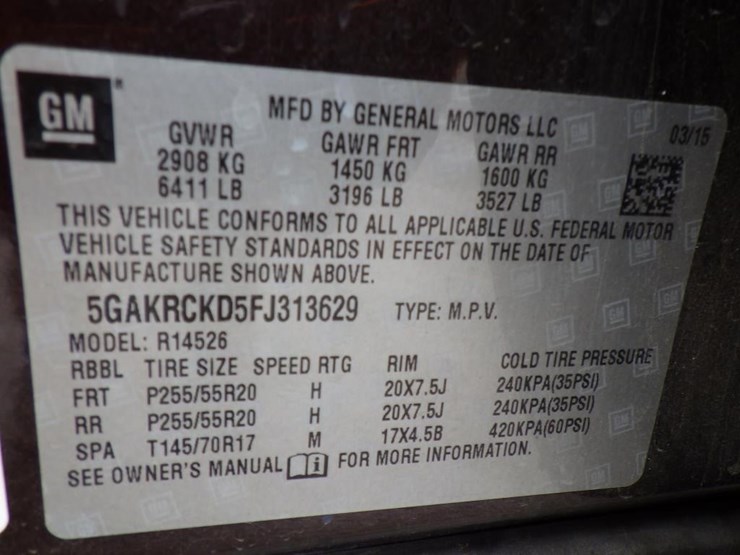 GM
MFD BY GENERAL MOTORS LLC
03/15
GVWR GAWR FRT GAWR RR
2908 KG 1450 KG 1600 KG
6411 LB 3196 LB 3527 LB
THIS VEHICLE CONFORMS TO ALL APPLICABLE U.S. FEDERAL MOTOR
VEHICLE SAFETY STANDARDS IN EFFECT ON THE DATE OF
MANUFACTURE SHOWN ABOVE.
5GAKRCKD5FJ313629 TYPE: M.P.V.
MODEL: R14526
RBBL TIRE SIZE SPEED RTG RIM COLD TIRE PRESSURE
FRT P255/55R20 H 20X7.5J 240KPA(35PSI)
RR P255/55R20 H 20X7.5J 240KPA(35PSI)
SPA T145/70R17 M 17X4.5B 420KPA(60PSI)
SEE OWNER'S MANUAL i FOR MORE INFORMATION.